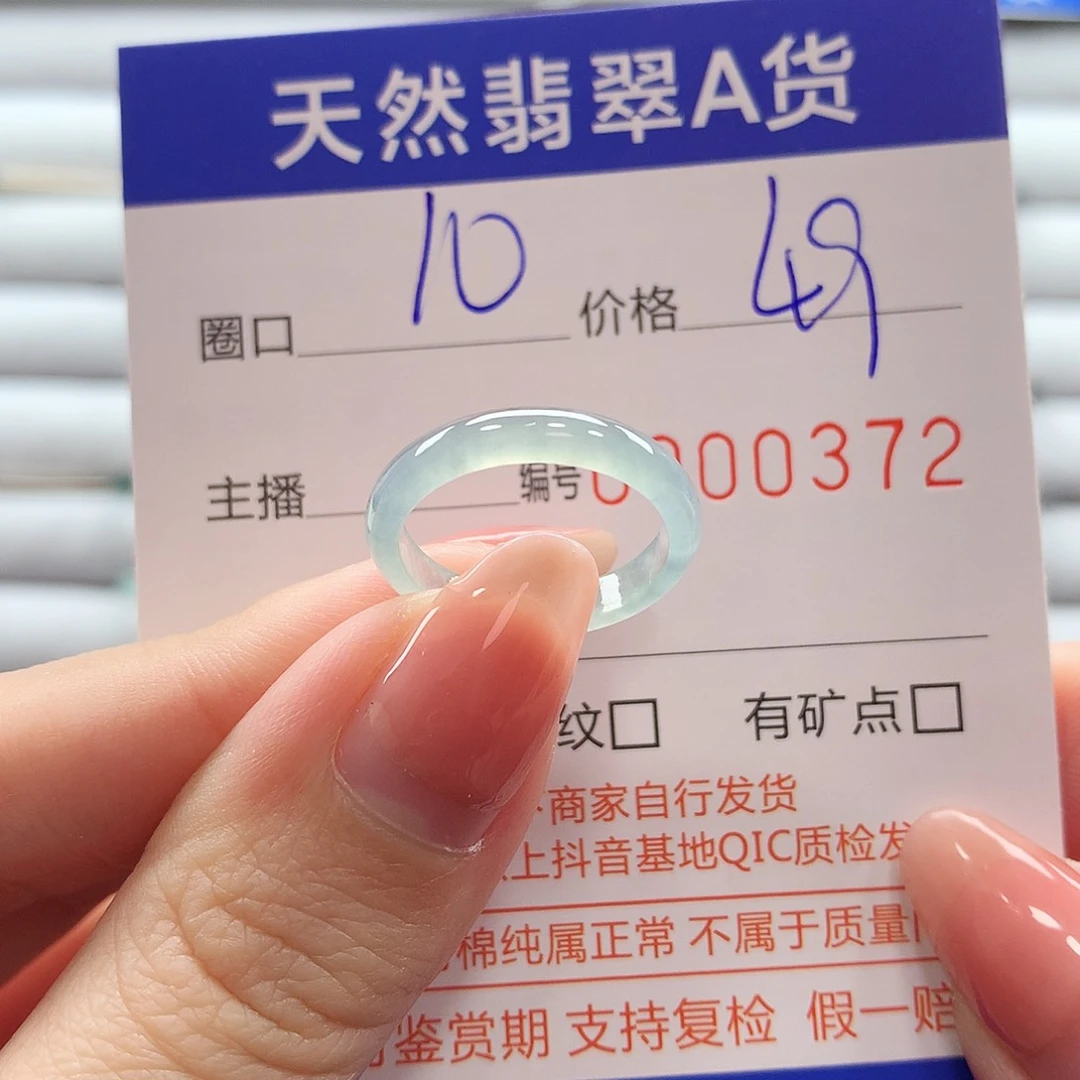 天然翡翠A货
圈口 10 价格 49
主播 编号 0000372
纹□ 有矿点□
商家自行发货
上抖音基地QIC质检发
棉纯属正常 不属于质量
鉴赏期 支持复检 假一赔